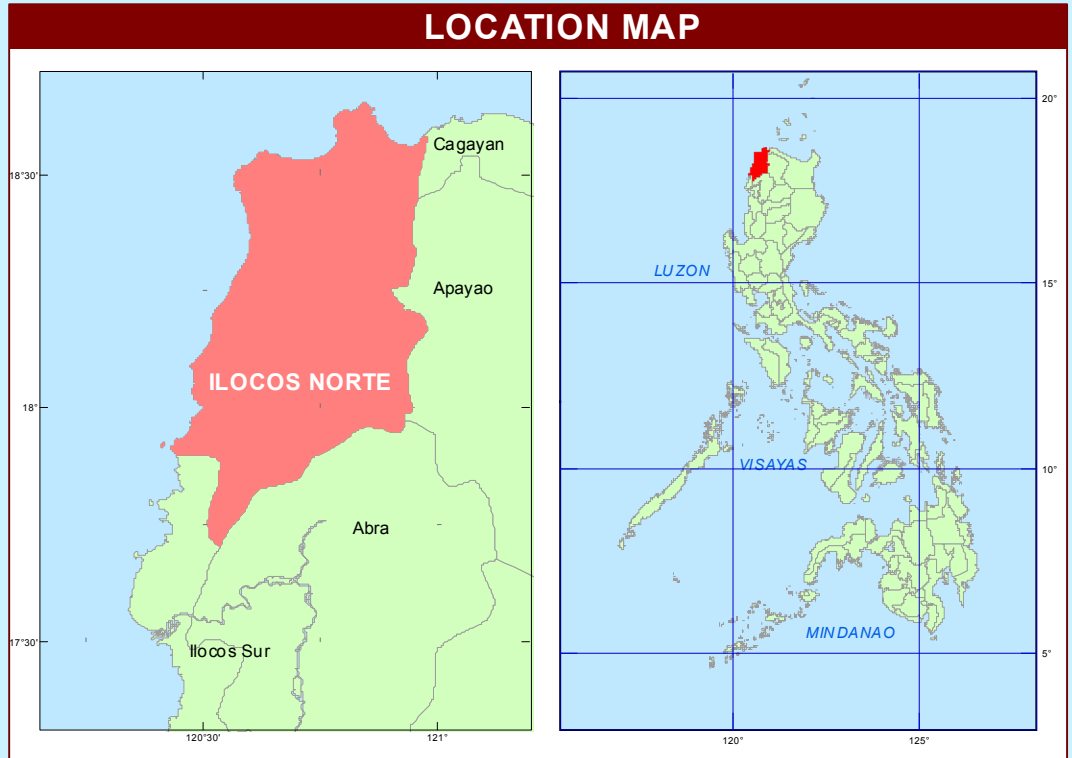 LOCATION MAP
Cagayan
18°30'
Apayao
ILOCOS NORTE
18°
Abra
17°30'
Ilocos Sur
120°30'
121°
20°
LUZON
15°
VISAYAS
10°
MINDANAO
5°
120°
125°